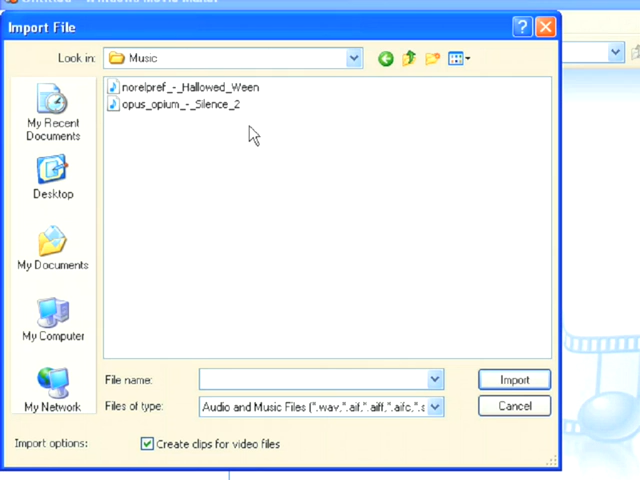 Import File
Look in:
Music
norelpref_-_Hallowed_Ween
opus_opium_-_Silence_2
My Recent
Documents
Desktop
My Documents
My Computer
My Network
File name:
Import
Files of type:
Audio and Music Files (*.wav,*.aif,*.aiff,*.aifc,*.s
Cancel
Import options:
Create clips for video files